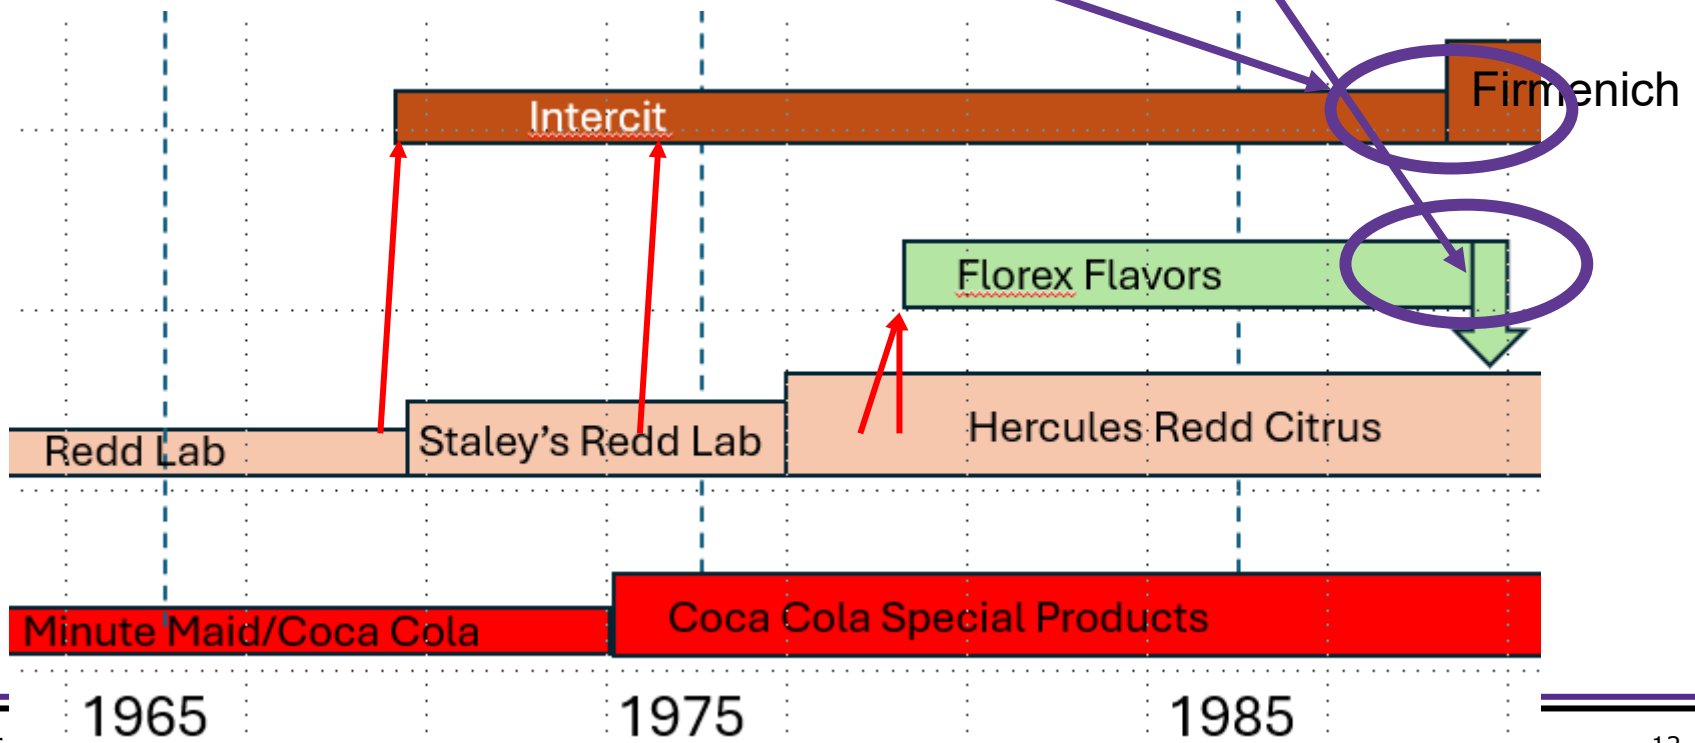 Firmenich
Intercit
Florex Flavors
Hercules Redd Citrus
Staley's Redd Lab
Redd Lab
Coca Cola Special Products
Minute Maid/Coca Cola
1965
1975
1985